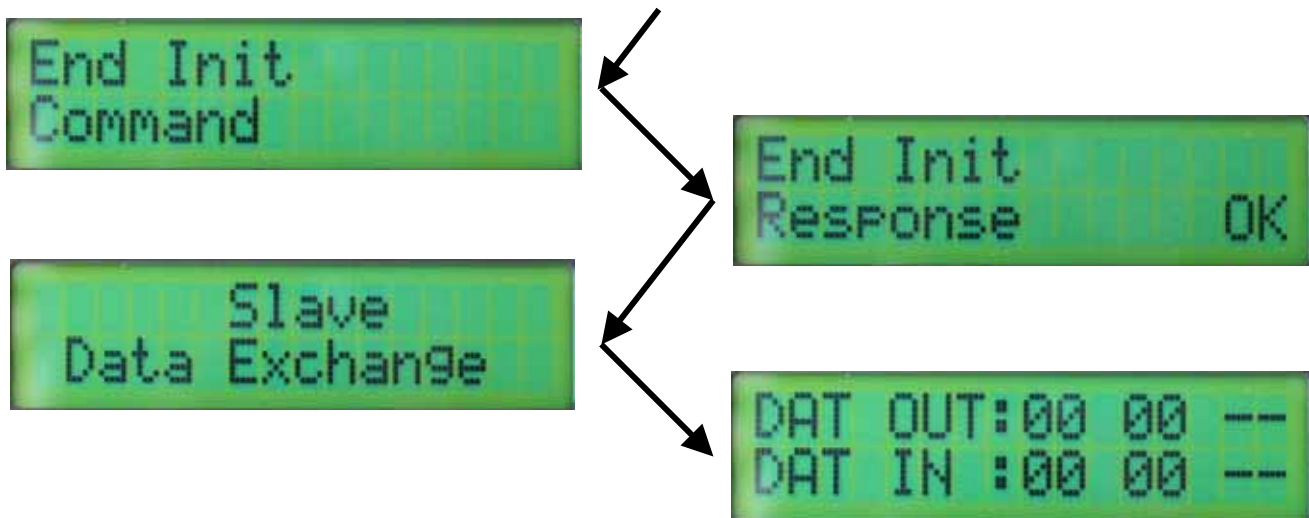 End Init
Command
End Init
Response OK
Slave
Data Exchange
DAT OUT:00 00 --
DAT IN :00 00 --